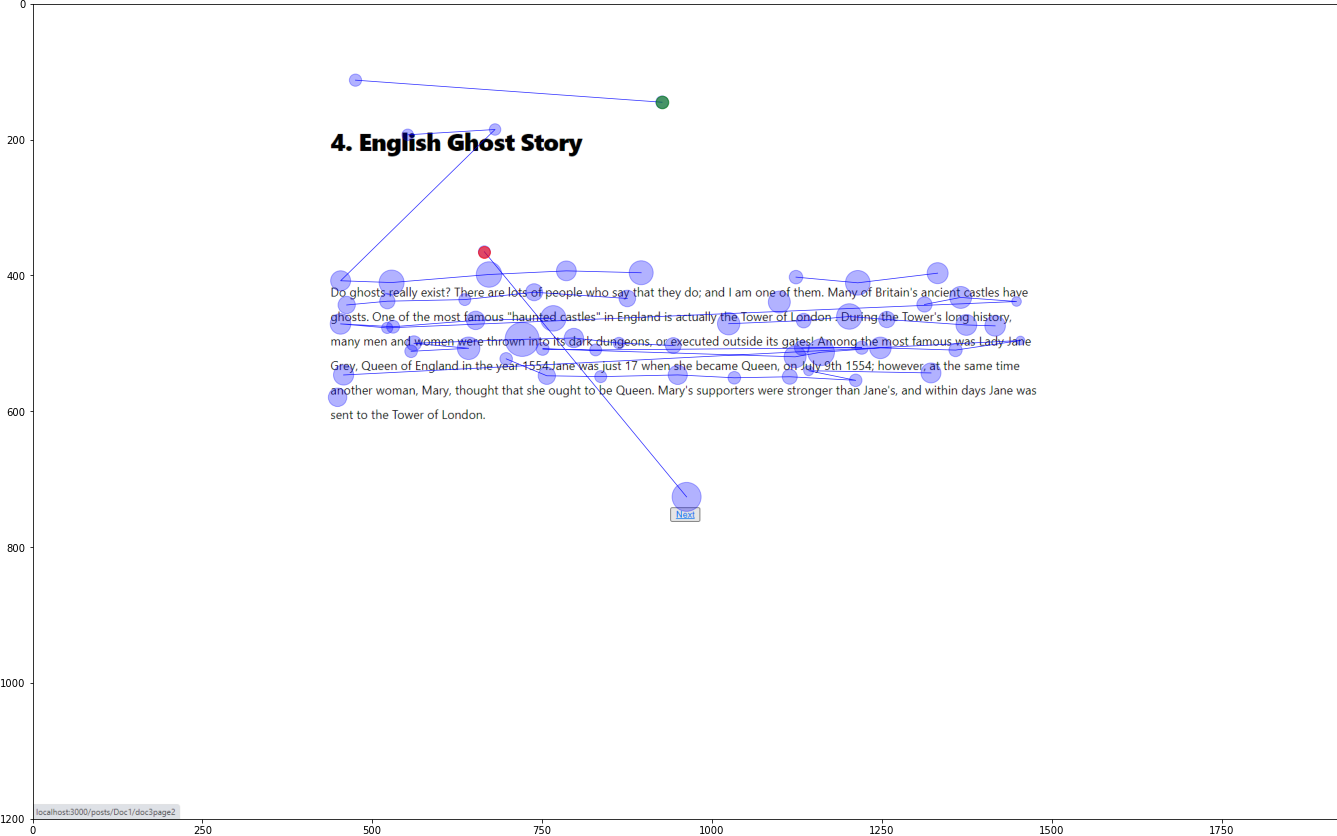 0
200
4. English Ghost Story
400
Do ghosts really exist? There are lots of people who say that they do; and I am one of them. Many of Britain's ancient castles have
ghosts. One of the most famous "haunted castles" in England is actually the Tower of London . During the Tower's long history,
many men and women were thrown into its dark dungeons, or executed outside its gates! Among the most famous was Lady Jane
Grey, Queen of England in the year 1554.Jane was just 17 when she became Queen, on July 9th 1554; however, at the same time
another woman, Mary, thought that she ought to be Queen. Mary's supporters were stronger than Jane's, and within days Jane was
600
sent to the Tower of London.
Next
800
1000
localhost:3000/posts/Doc1/doc3page2
1200
0 250 500 750 1000 1250 1500 1750